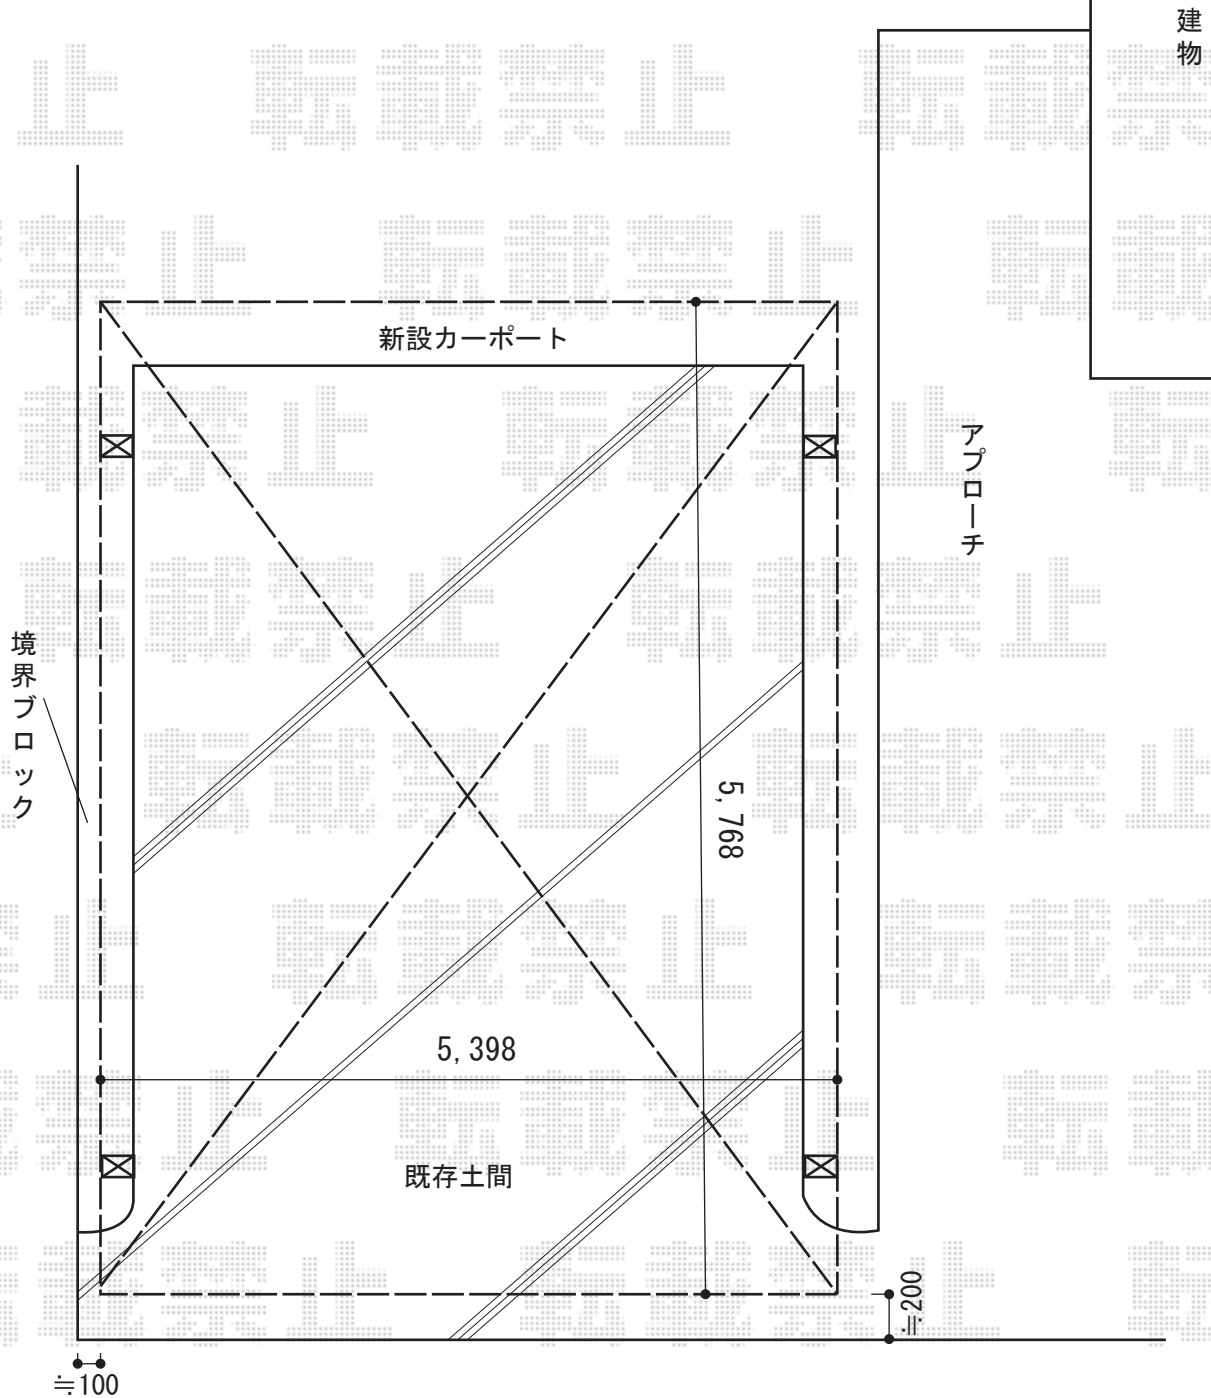 建物
転載禁止
新設カーポート
アプローチ
境界ブロック
5,768
5,398
既存土間
≒200
≒100